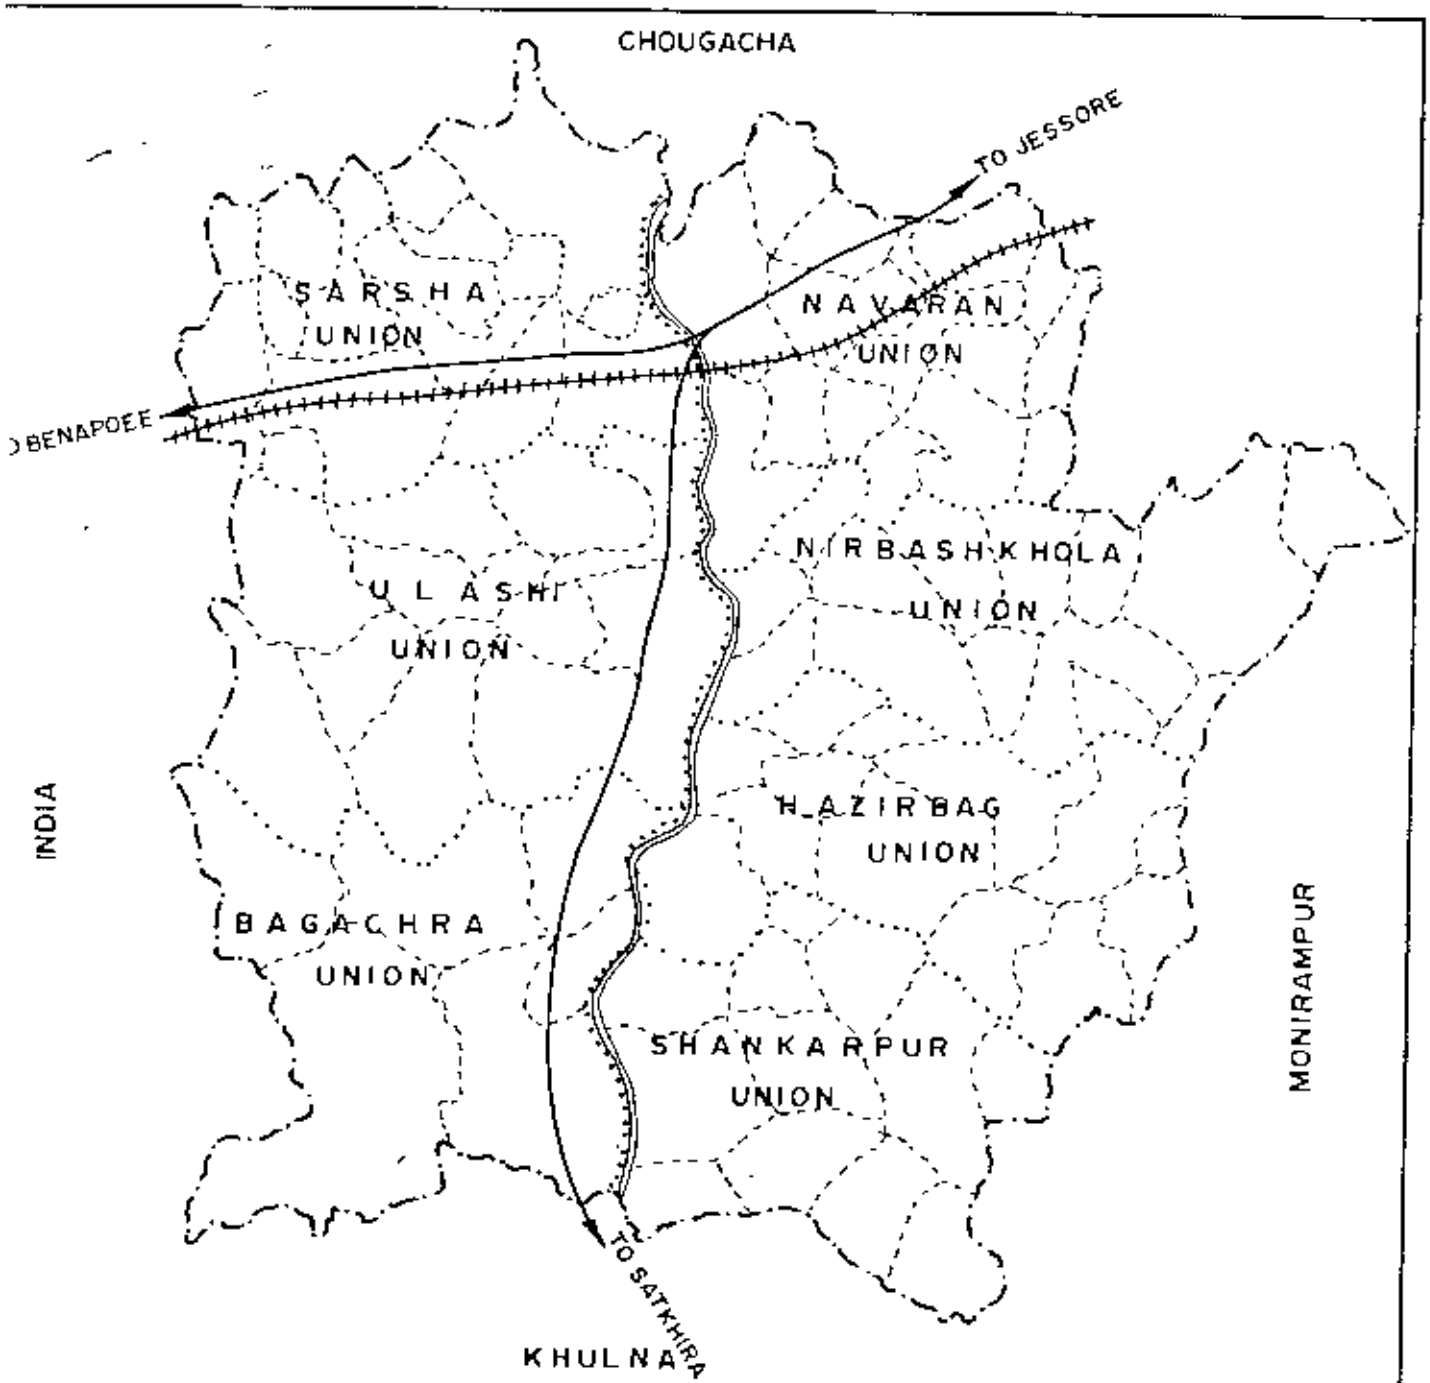 CHOUGACHA
TO JESSORE
SARSHA
UNION
NAVARAN
UNION
O BENAPOEE
NIRBASHKHOLA
UNION
ULASHI
UNION
INDIA
HAZIRBAG
UNION
BAGACHRA
UNION
MONIRAMPUR
SHANKARPUR
UNION
TO SATKHIRA
KHULNA